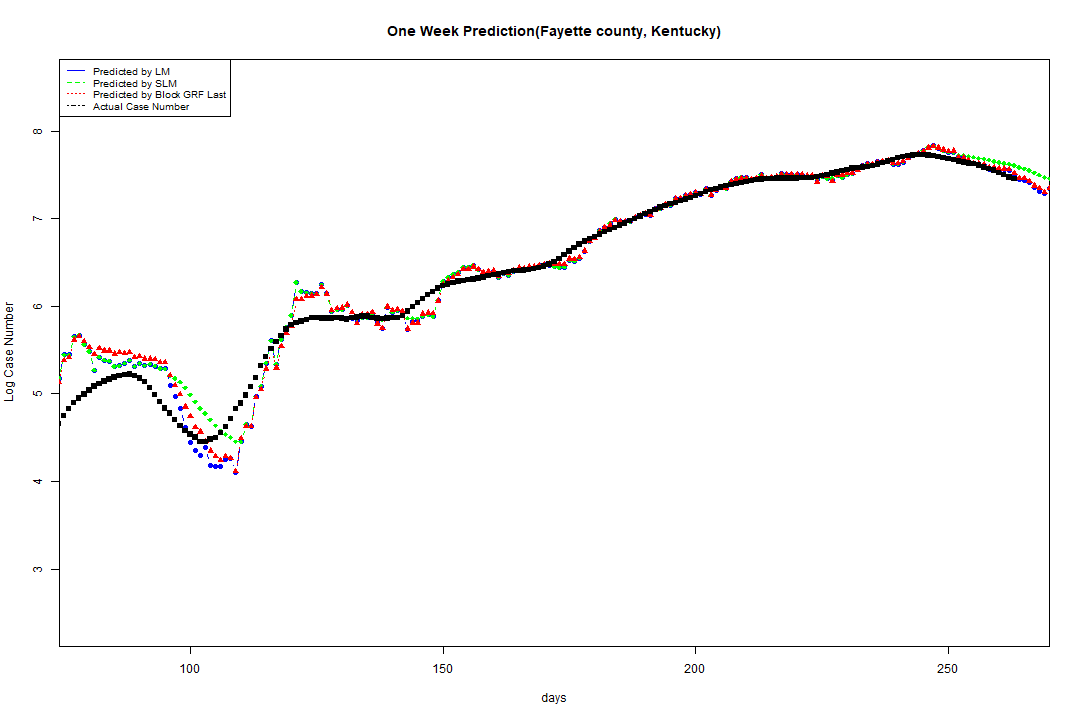 One Week Prediction(Fayette county, Kentucky)
Predicted by LM
Predicted by SLM
Predicted by Block GRF Last
Actual Case Number
8
7
6
5
4
3
Log Case Number
100 150 200 250
days